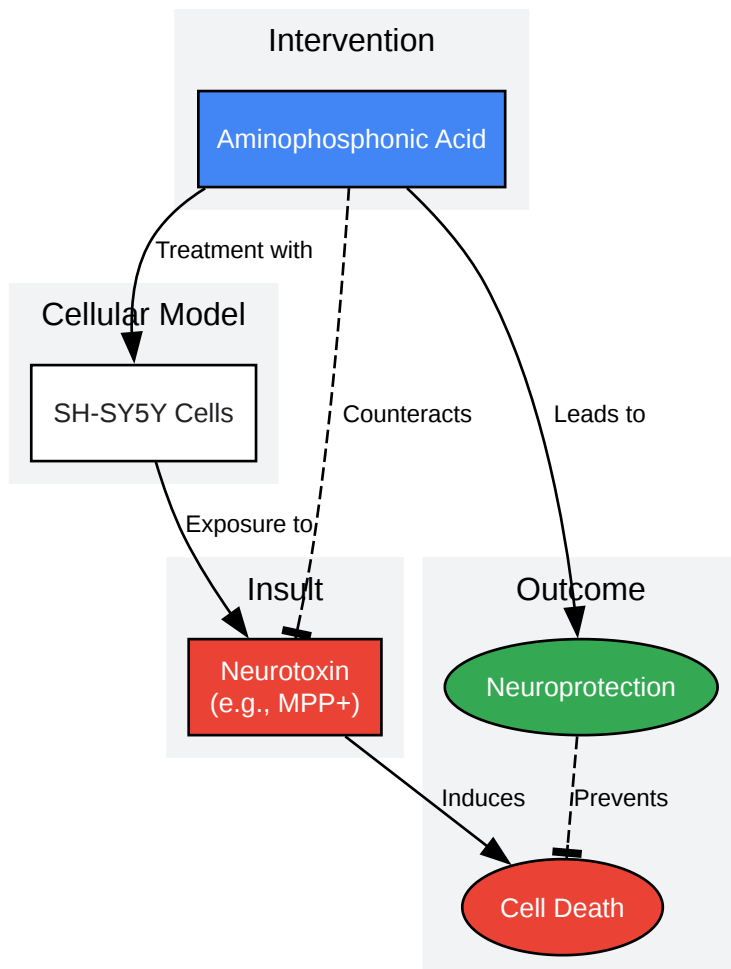 Intervention
Aminophosphonic Acid
Treatment with
Cellular Model
SH-SY5Y Cells
Counteracts
Leads to
Exposure to
Insult
Outcome
Neurotoxin
(e.g., MPP+)
Neuroprotection
Induces
Prevents
Cell Death